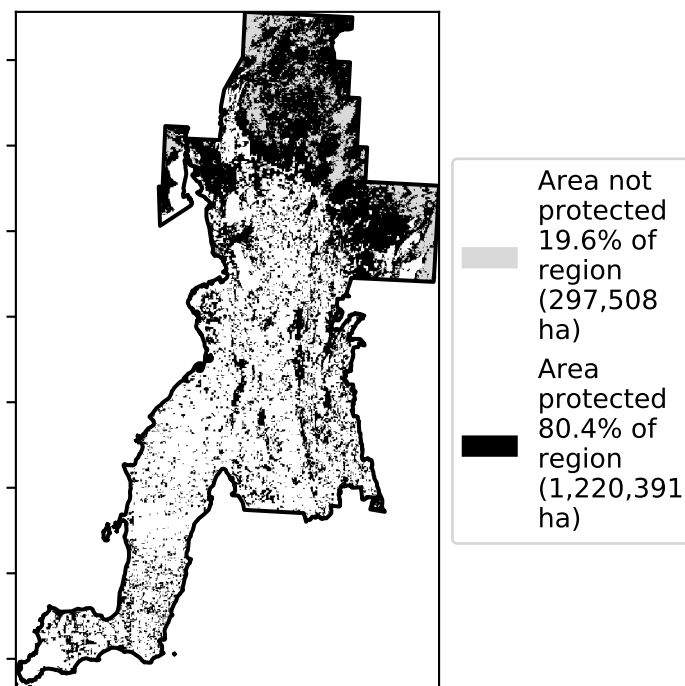 Area not
protected
19.6% of
region
(297,508
ha)
Area
protected
80.4% of
region
(1,220,391
ha)